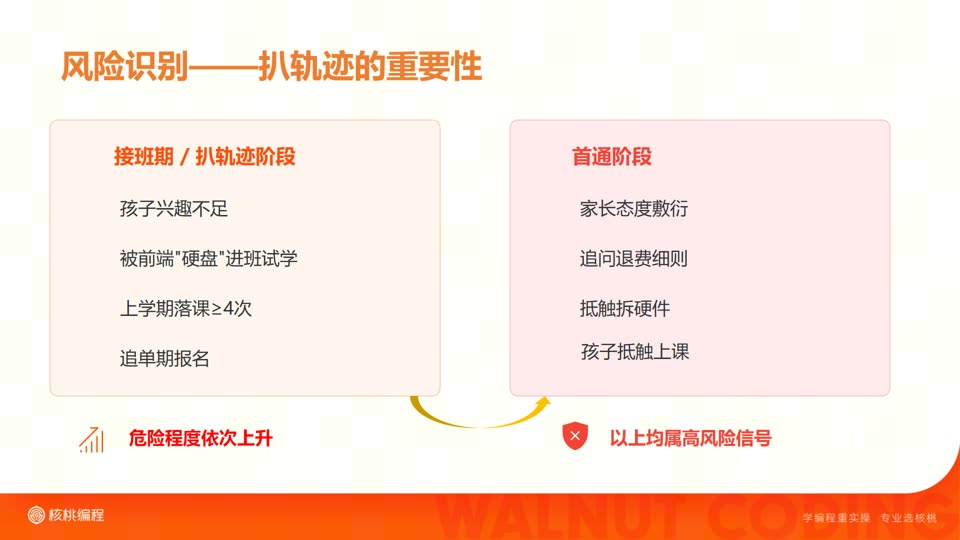 风险识别——扒轨迹的重要性
接班期 / 扒轨迹阶段
孩子兴趣不足
被前端"硬盘"进班试学
上学期落课≥4次
追单期报名
危险程度依次上升
首通阶段
家长态度敷衍
追问退费细则
抵触拆硬件
孩子抵触上课
以上均属高风险信号
核桃编程
WALNUT CODING
学编程重实操 专业选核桃